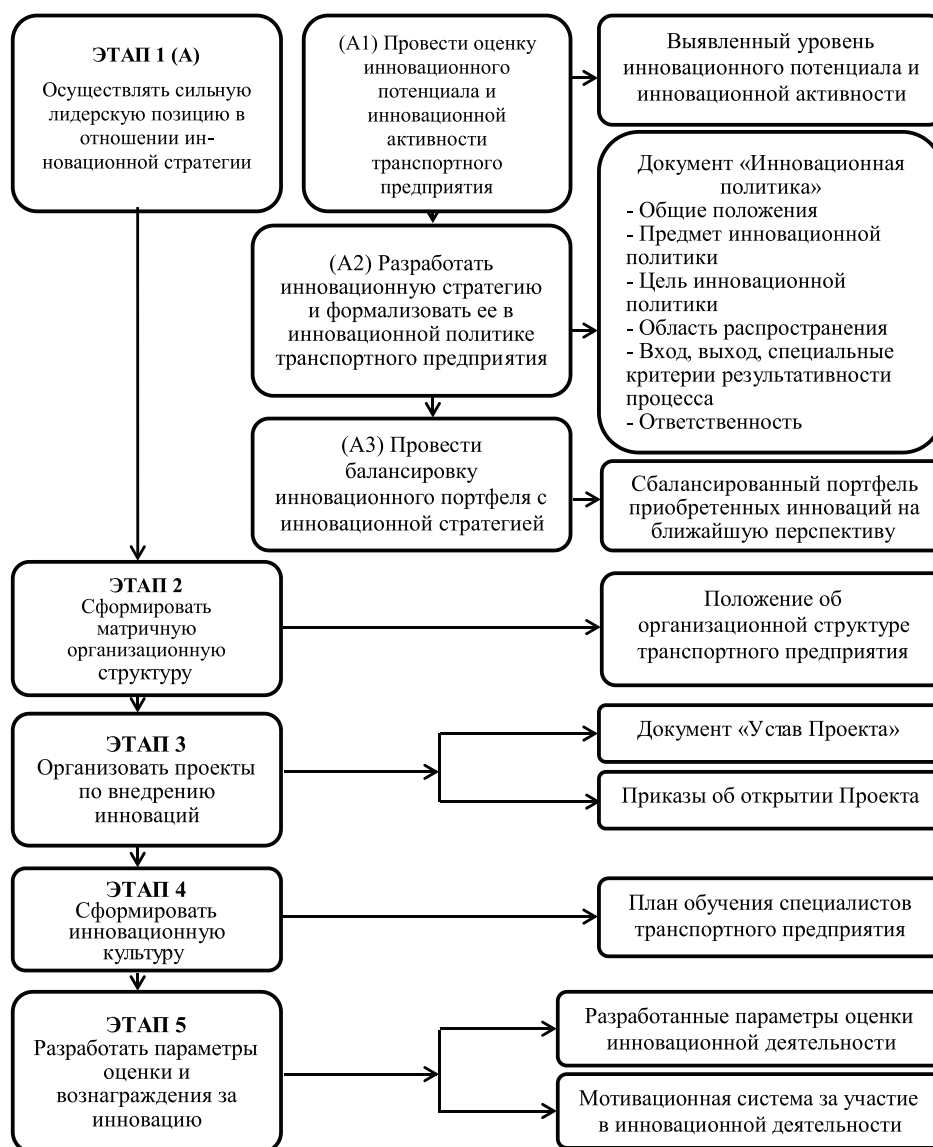 ЭТАП 1 (А)
Осуществлять сильную
лидерскую позицию в
отношении ин-
новационной стратегии
(А1) Провести оценку
инновационного
потенциала и
инновационной
активности
транспортного
предприятия
Выявленный уровень
инновационного потенциала и
инновационной активности
(А2) Разработать
инновационную стратегию
и формализовать ее в
инновационной политике
транспортного предприятия
Документ «Инновационная
политика»
- Общие положения
- Предмет инновационной
политики
- Цель инновационной
политики
- Область распространения
- Вход, выход, специальные
критерии результативности
процесса
- Ответственность
(А3) Провести
балансировку
инновационного портфеля с
инновационной стратегией
Сбалансированный портфель
приобретенных инноваций на
ближайшую перспективу
ЭТАП 2
Сформировать
матричную
организационную
структуру
Положение об
организационной структуре
транспортного предприятия
ЭТАП 3
Организовать проекты
по внедрению
инноваций
Документ «Устав Проекта»
Приказы об открытии Проекта
ЭТАП 4
Сформировать
инновационную
культуру
План обучения специалистов
транспортного предприятия
ЭТАП 5
Разработать параметры
оценки и
вознаграждения за
инновацию
Разработанные параметры оценки
инновационной деятельности
Мотивационная система за участие
в инновационной деятельности